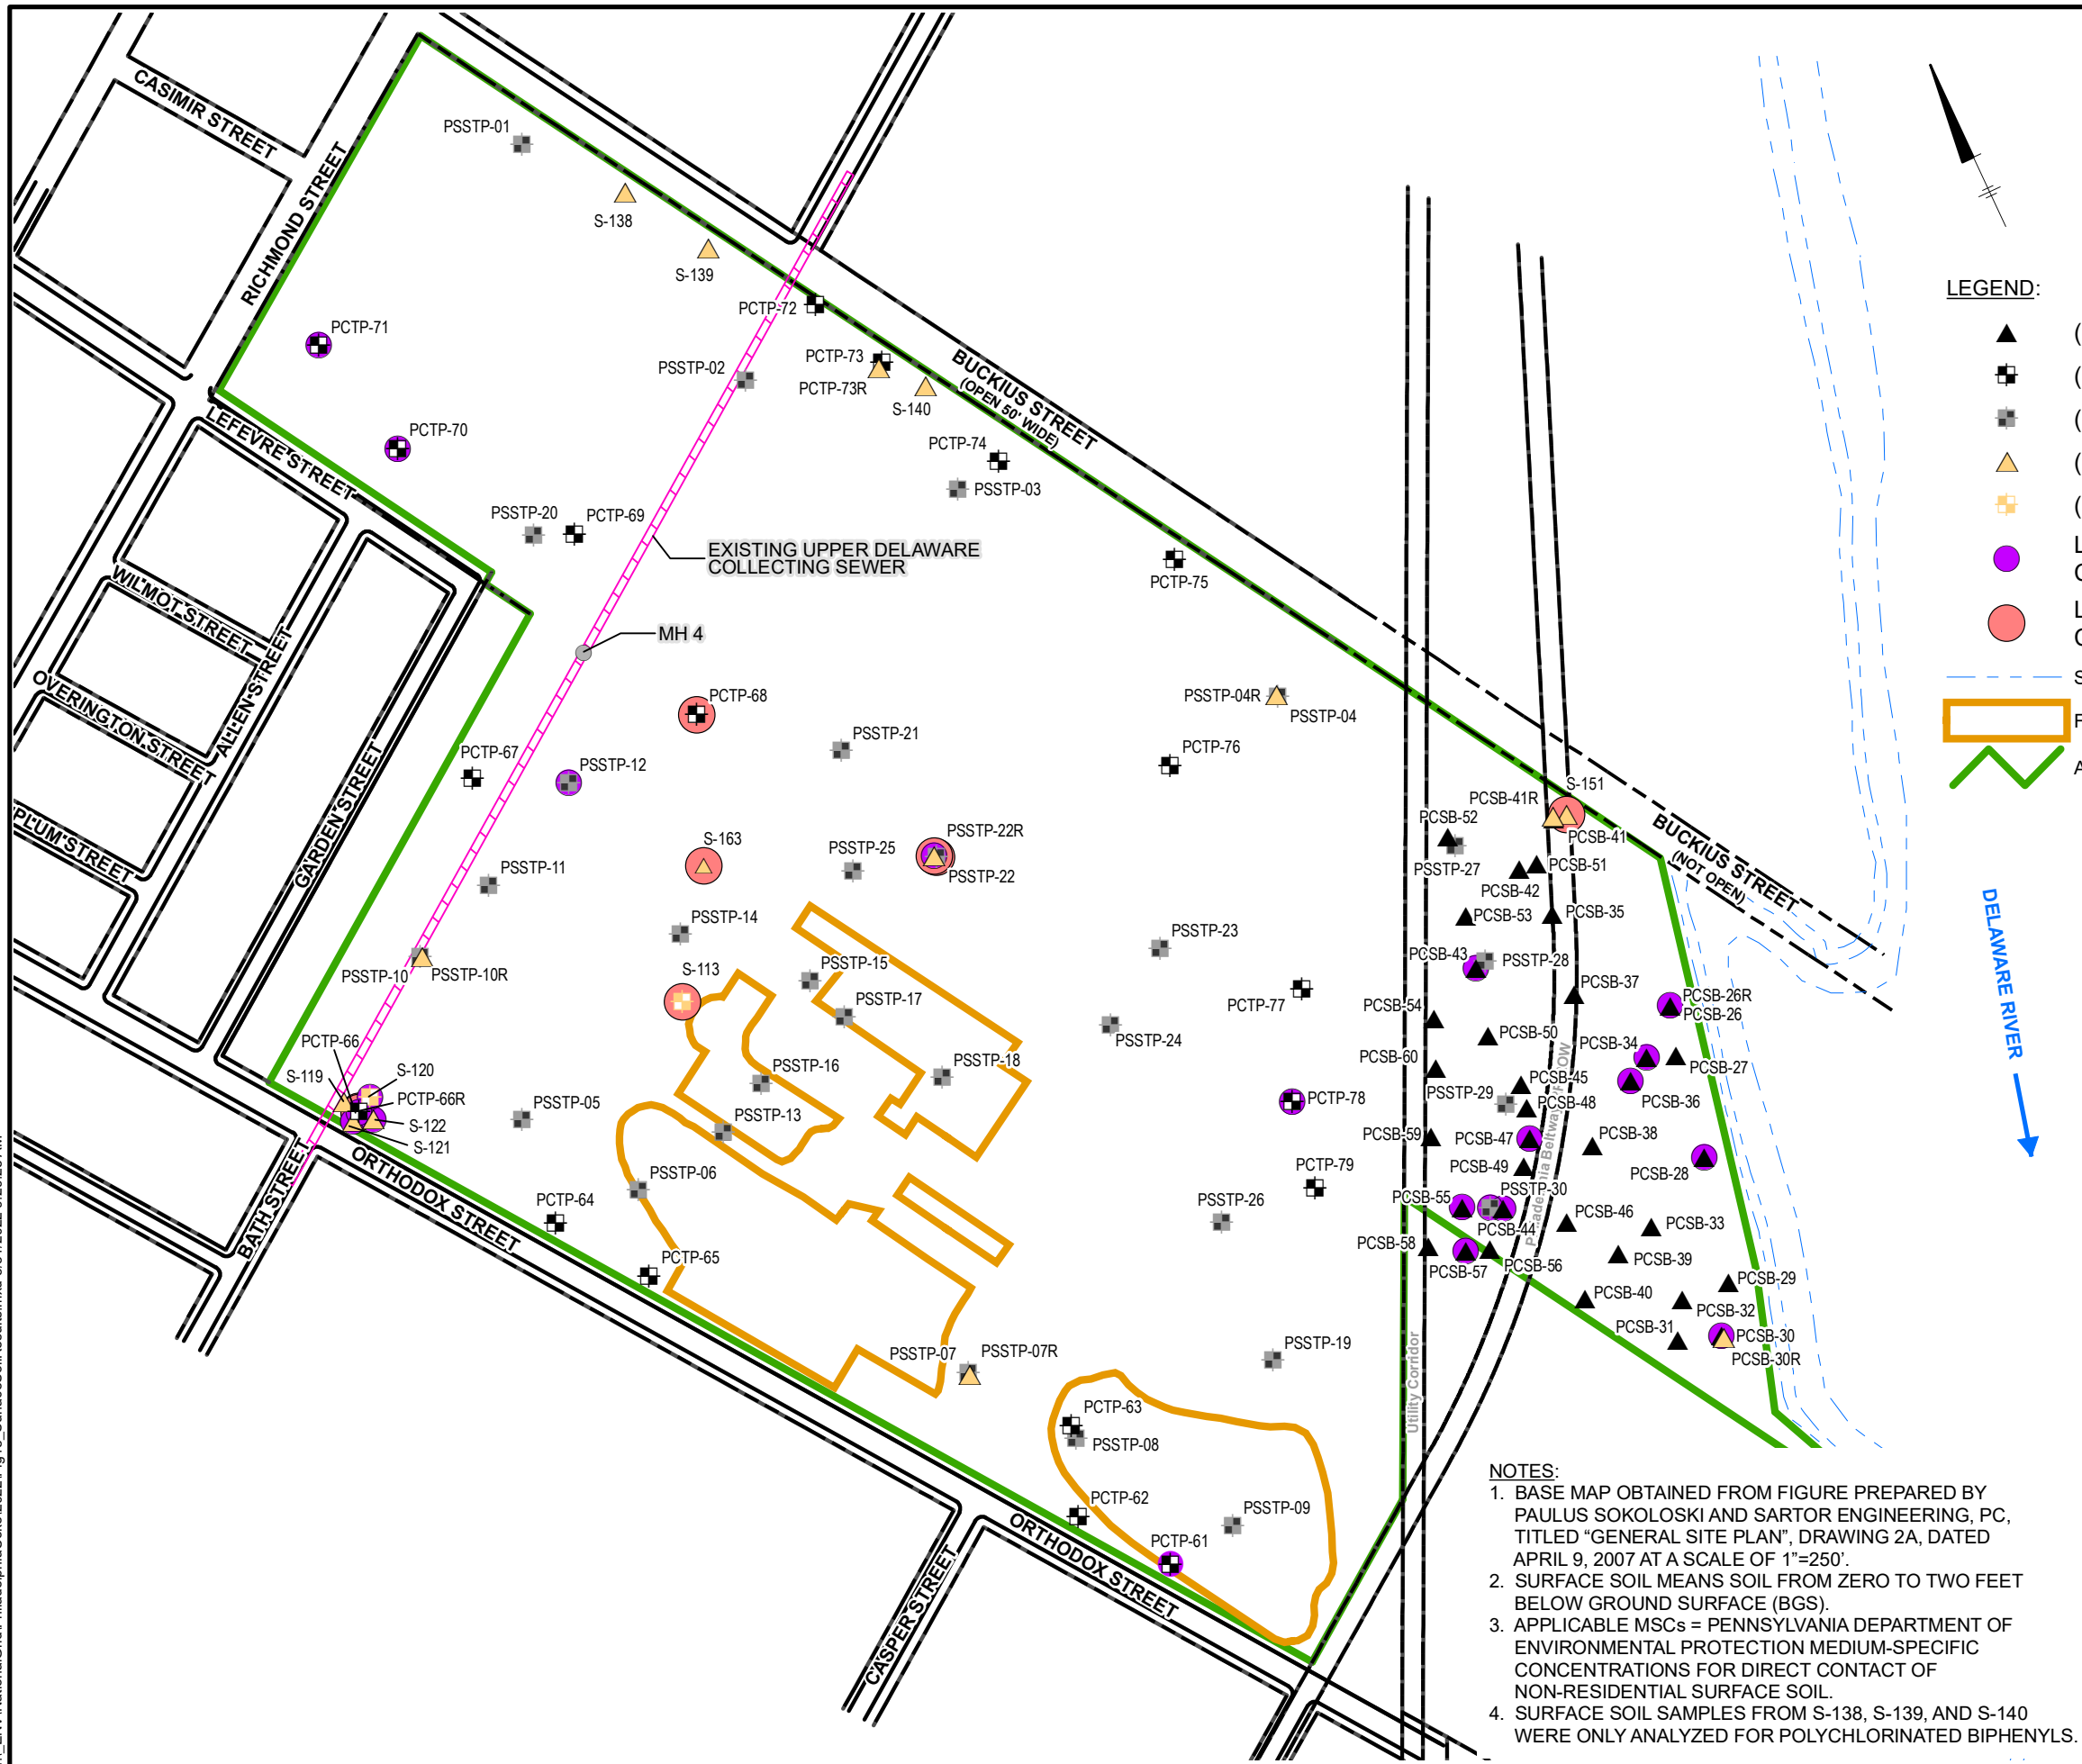 CASIMIR STREET
RICHMOND STREET
PSSTP-01
S-138
S-139
PCTP-72
PCTP-71
PSSTP-02
PCTP-73
PCTP-73R
S-140
BUCKIUS STREET
(OPEN 50' WIDE)
LEGEND:
(
(
(
(
(
L
C
L
C
S
F
A
LEFEVRE STREET
PCTP-70
PCTP-74
PSSTP-03
PSSTP-20
PCTP-69
EXISTING UPPER DELAWARE
COLLECTING SEWER
PCTP-75
WILMOT STREET
MH 4
OVERINGTON STREET
ALLEN STREET
PLUM STREET
GARDEN STREET
PCTP-68
PSSTP-04R
PSSTP-04
PCTP-67
PSSTP-12
PSSTP-21
PCTP-76
S-151
PCSB-41R
PCSB-52
PCSB-41
BUCKIUS STREET
(NOT OPEN)
S-163
PSSTP-25
PSSTP-22R
PSSTP-22
PSSTP-27
PCSB-51
PCSB-42
PSSTP-11
PCSB-53
PCSB-35
DELAWARE RIVER
PSSTP-14
PSSTP-23
PCSB-43
PSSTP-28
PSSTP-10
PSSTP-10R
S-113
PSSTP-15
PSSTP-17
PCTP-77
PCSB-37
PCSB-26R
PCSB-26
PCSB-54
PSSTP-24
PCSB-50
PCSB-34
PCTP-66
S-119
S-120
PCTP-66R
S-122
S-121
PSSTP-16
PSSTP-18
PCSB-60
PCSB-27
PCSB-45
PSSTP-29
PCSB-48
PCSB-36
PSSTP-05
PSSTP-13
PCTP-78
PCSB-59
PCSB-47
PCSB-38
PCSB-49
PCSB-28
BATH STREET
ORTHODOX STREET
PSSTP-06
PCTP-79
PSSTP-26
PCSB-55
PSSTP-30
PCSB-44
PCSB-46
PCSB-33
PCTP-64
PCSB-58
PCSB-57
PCSB-56
PCSB-39
PCTP-65
PCSB-29
PCSB-40
PCSB-32
PCSB-31
PCSB-30
PCSB-30R
PSSTP-07
PSSTP-07R
PSSTP-19
Utility Corridor
PCTP-63
PSSTP-08
PCTP-62
PSSTP-09
PCTP-61
ORTHODOX STREET
CASPER STREET
NOTES:
1. BASE MAP OBTAINED FROM FIGURE PREPARED BY
PAULUS SOKOLOSKI AND SARTOR ENGINEERING, PC,
TITLED “GENERAL SITE PLAN”, DRAWING 2A, DATED
APRIL 9, 2007 AT A SCALE OF 1”=250’.
2. SURFACE SOIL MEANS SOIL FROM ZERO TO TWO FEET
BELOW GROUND SURFACE (BGS).
3. APPLICABLE MSCs = PENNSYLVANIA DEPARTMENT OF
ENVIRONMENTAL PROTECTION MEDIUM-SPECIFIC
CONCENTRATIONS FOR DIRECT CONTACT OF
NON-RESIDENTIAL SURFACE SOIL.
4. SURFACE SOIL SAMPLES FROM S-138, S-139, AND S-140
WERE ONLY ANALYZED FOR POLYCHLORINATED BIPHENYLS.